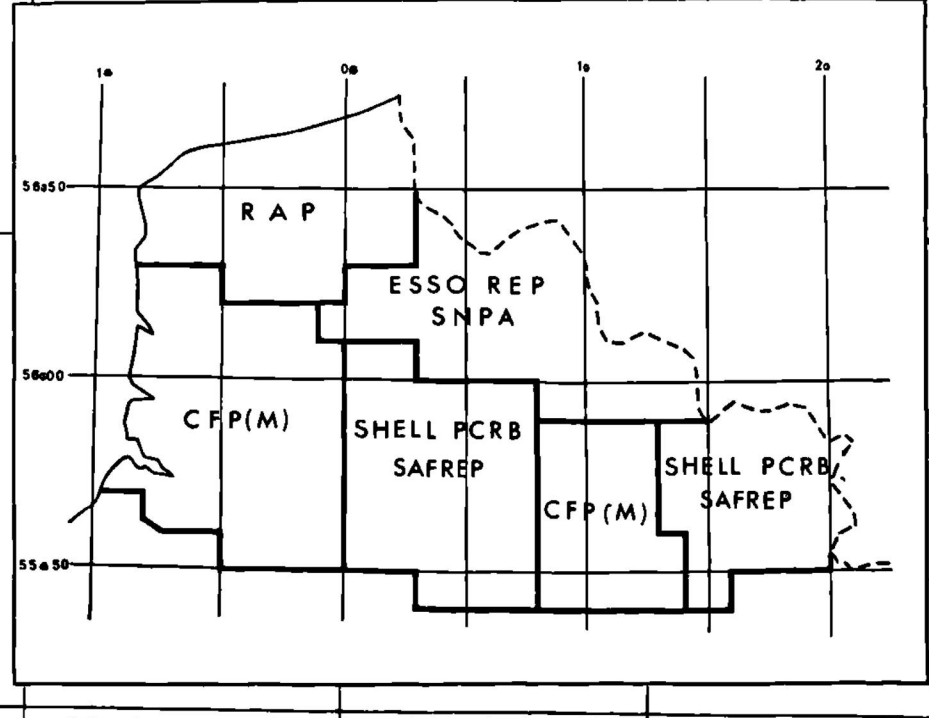 1º 0º 1º 2º
56º50
R A P
ESSO REP
SNPA
56º00
CFP(M)
SHELL PCRB
SAFREP
SHELL PCRB
SAFREP
CFP(M)
55º50